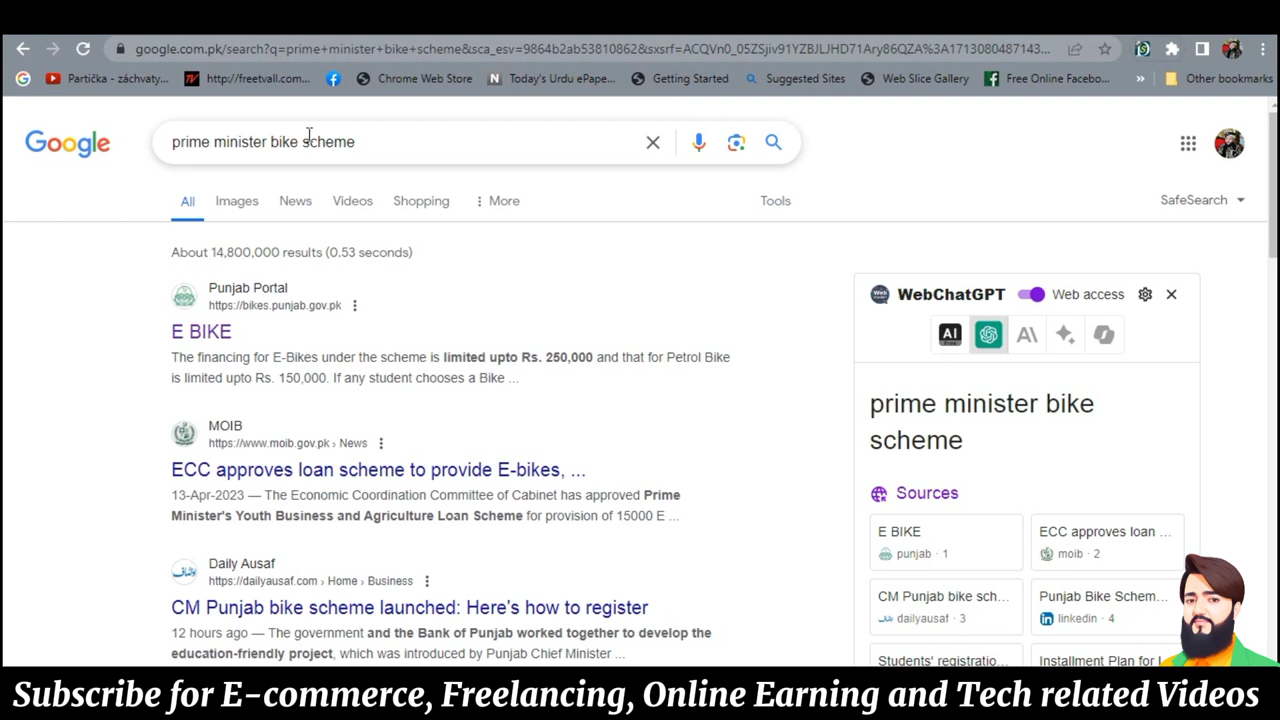 google.com.pk/search?q=prime+minister+bike+scheme&sca_esv=9864b2ab53810862&sxsrf=ACQVn0_05ZSjiv91YZBJLJHD71Ary86QZA%3A1713080487143...
Partička - záchvaty...
http://freetvall.com...
Chrome Web Store
Today's Urdu ePape...
Getting Started
Suggested Sites
Web Slice Gallery
Free Online Facebo...
»
Other bookmarks
Google
prime minister bike scheme
All
Images
News
Videos
Shopping
More
Tools
SafeSearch
About 14,800,000 results (0.53 seconds)
Punjab Portal
https://bikes.punjab.gov.pk
E BIKE
The financing for E-Bikes under the scheme is limited upto Rs. 250,000 and that for Petrol Bike
is limited upto Rs. 150,000. If any student chooses a Bike ...
MOIB
https://www.moib.gov.pk › News
ECC approves loan scheme to provide E-bikes, ...
13-Apr-2023 — The Economic Coordination Committee of Cabinet has approved Prime
Minister's Youth Business and Agriculture Loan Scheme for provision of 15000 E ...
Daily Ausaf
https://dailyausaf.com › Home › Business
CM Punjab bike scheme launched: Here's how to register
12 hours ago — The government and the Bank of Punjab worked together to develop the
education-friendly project, which was introduced by Punjab Chief Minister ...
WebChatGPT
Web access
AI
prime minister bike
scheme
Sources
E BIKE
punjab · 1
ECC approves loan ...
moib · 2
CM Punjab bike sch...
dailyausaf · 3
Punjab Bike Schem...
linkedin · 4
Students' registratio...
Installment Plan for
Subscribe for E-commerce, Freelancing, Online Earning and Tech related Videos